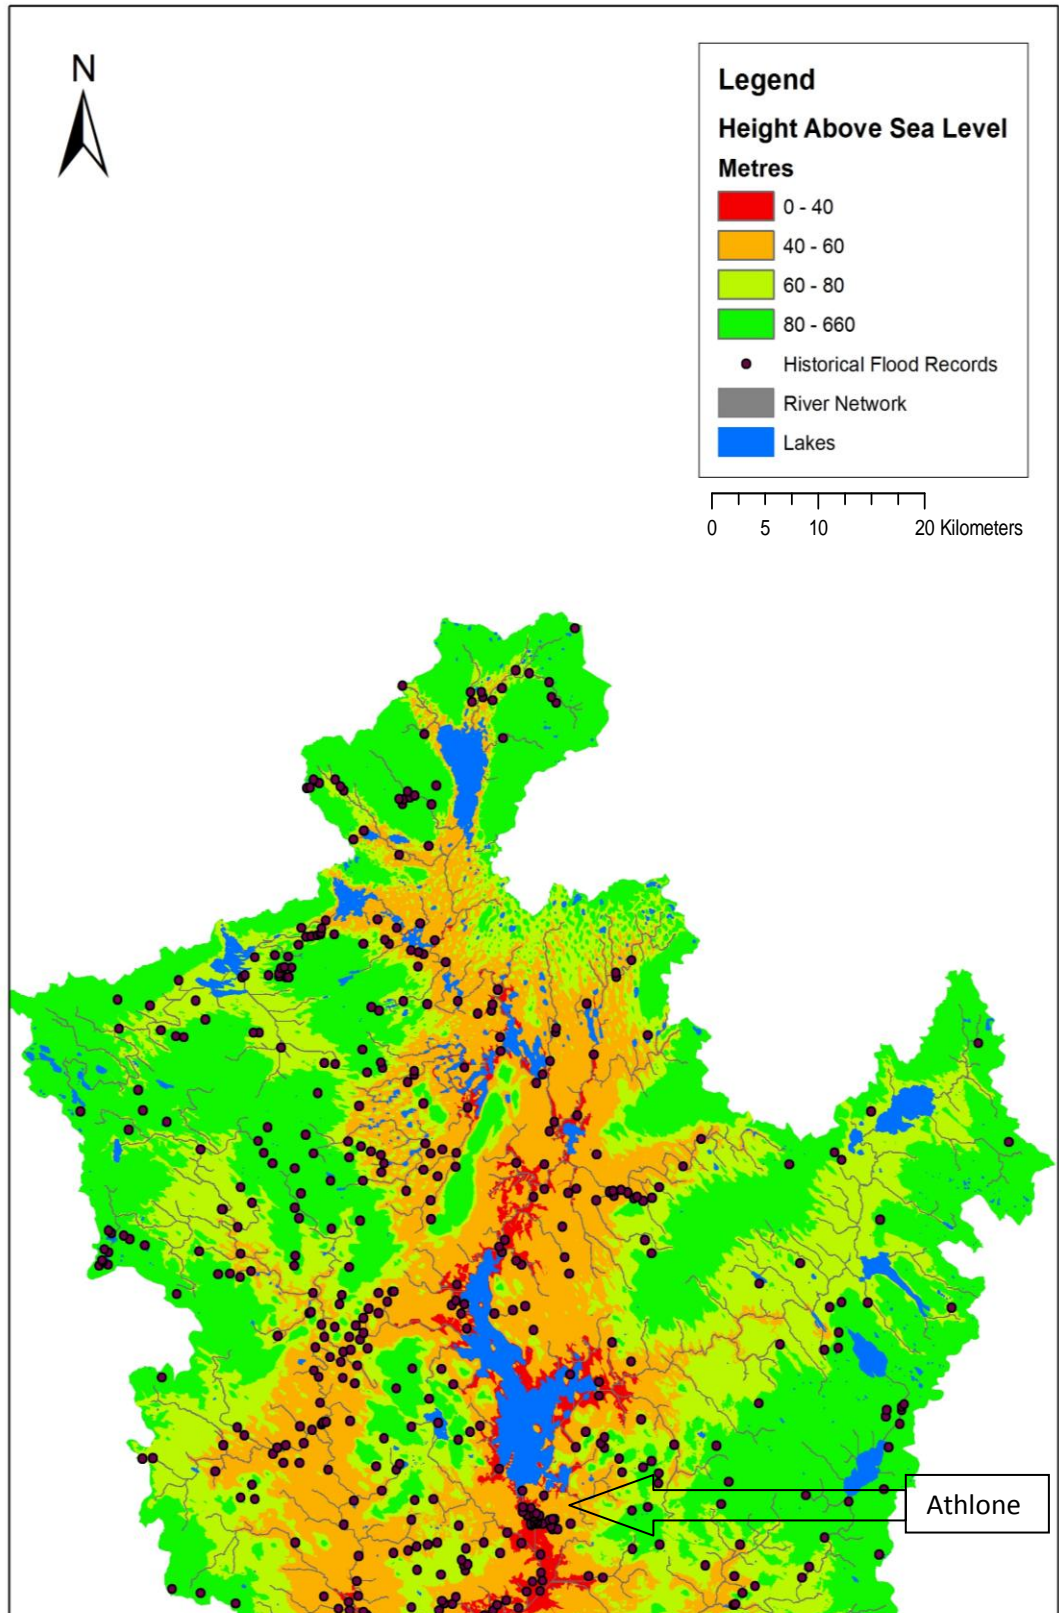 N
Legend
Height Above Sea Level
Metres
0 - 40
40 - 60
60 - 80
80 - 660
Historical Flood Records
River Network
Lakes
0 5 10 20 Kilometers
Athlone